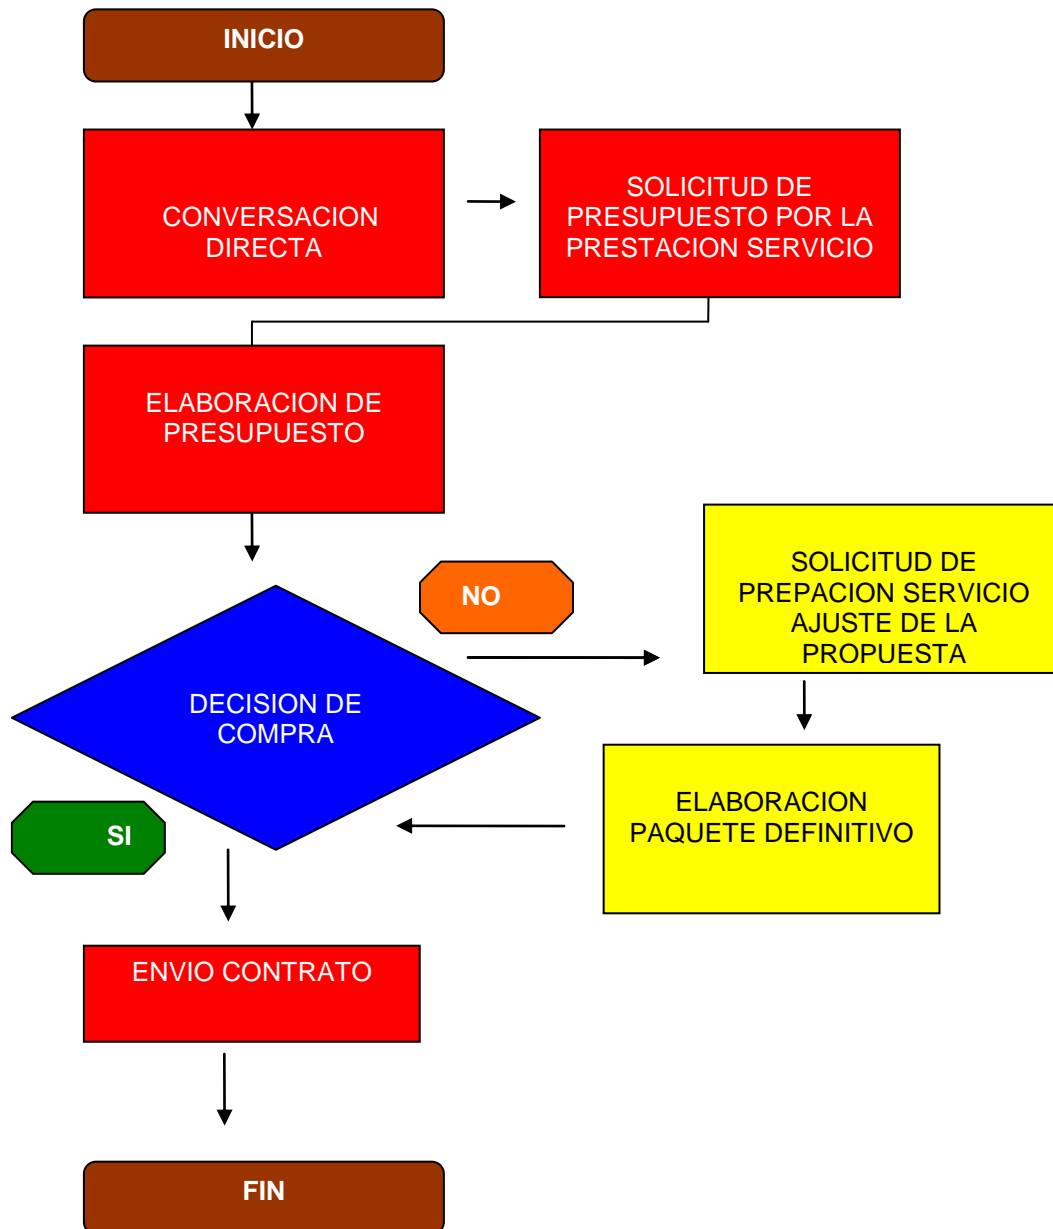 INICIO
CONVERSACION
DIRECTA
SOLICITUD DE
PRESUPUESTO POR LA
PRESTACION SERVICIO
ELABORACION DE
PRESUPUESTO
NO
SOLICITUD DE
PREPACION SERVICIO
AJUSTE DE LA
PROPUESTA
DECISION DE
COMPRA
ELABORACION
PAQUETE DEFINITIVO
SI
ENVIO CONTRATO
FIN